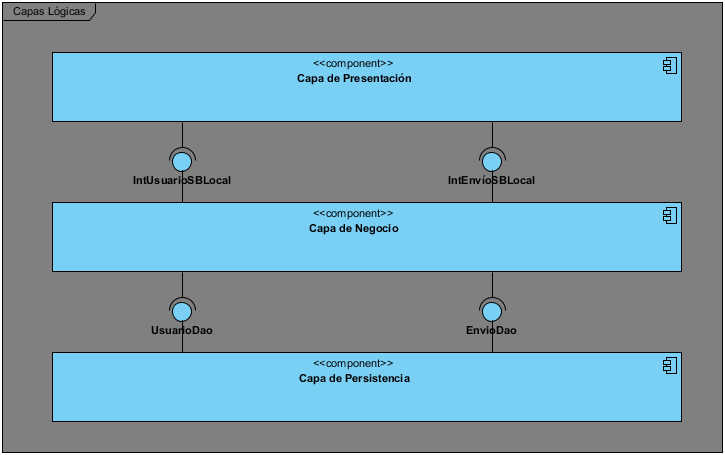 Capas Lógicas
<<component>>
Capa de Presentación
IntUsuarioSBLocal
IntEnvíoSBLocal
<<component>>
Capa de Negocio
UsuarioDao
EnvioDao
<<component>>
Capa de Persistencia